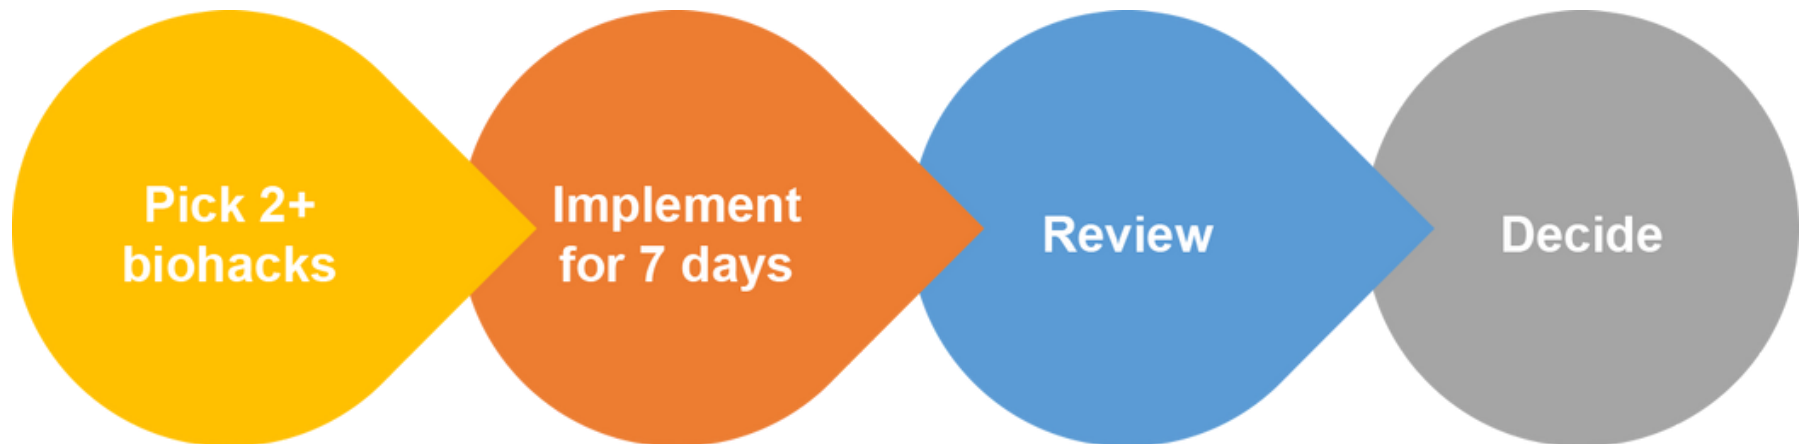 Pick 2+
biohacks
Implement
for 7 days
Review
Decide